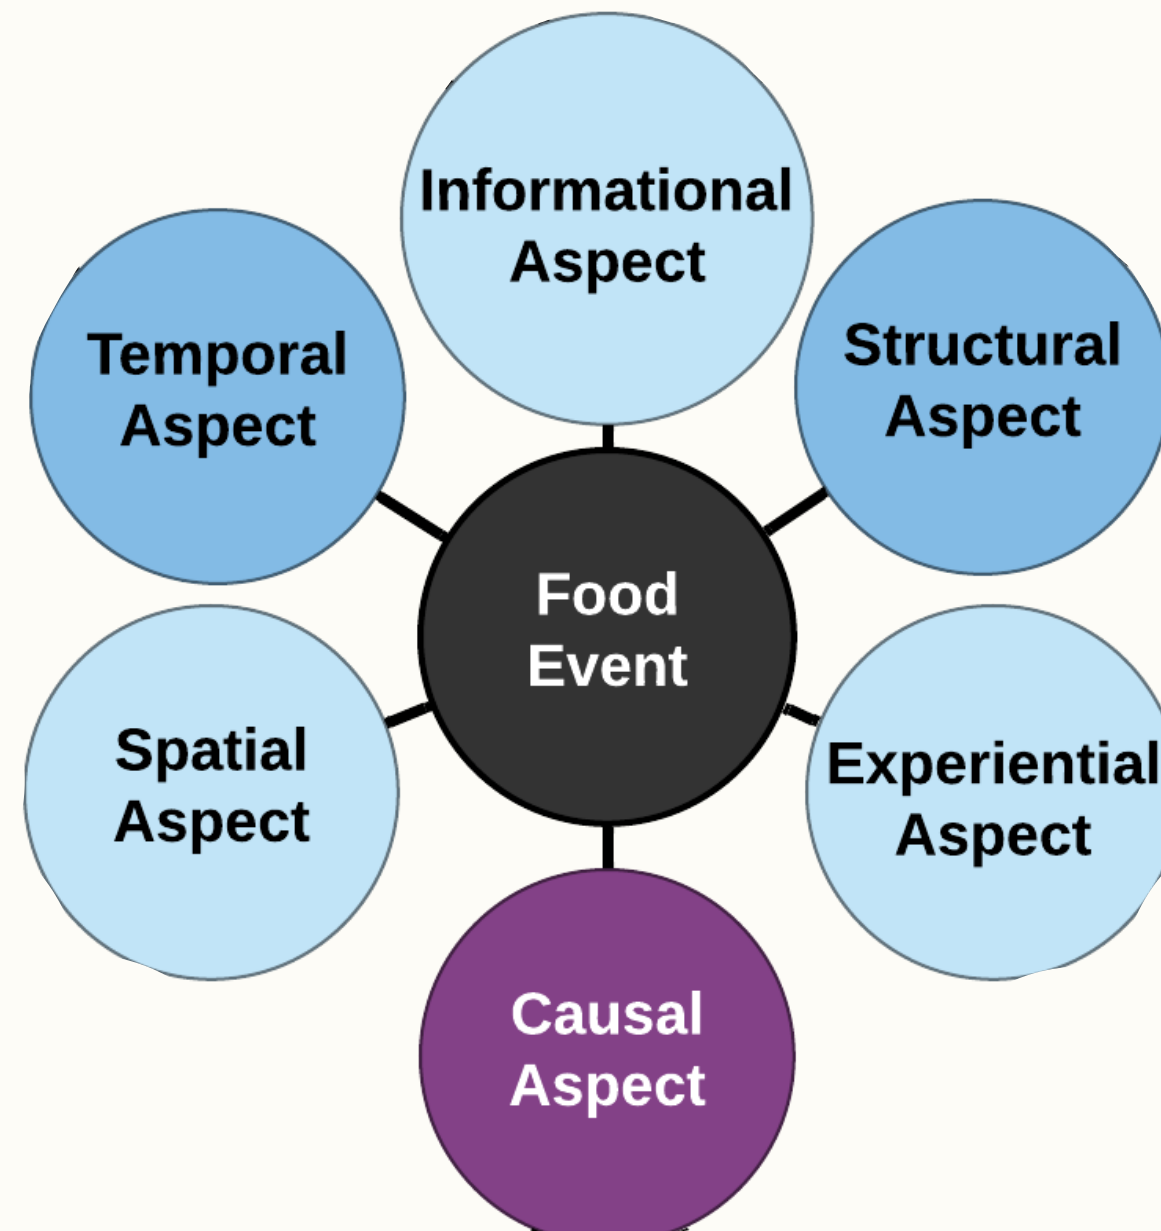 Informational
Aspect
Temporal
Aspect
Structural
Aspect
Food
Event
Spatial
Aspect
Experiential
Aspect
Causal
Aspect